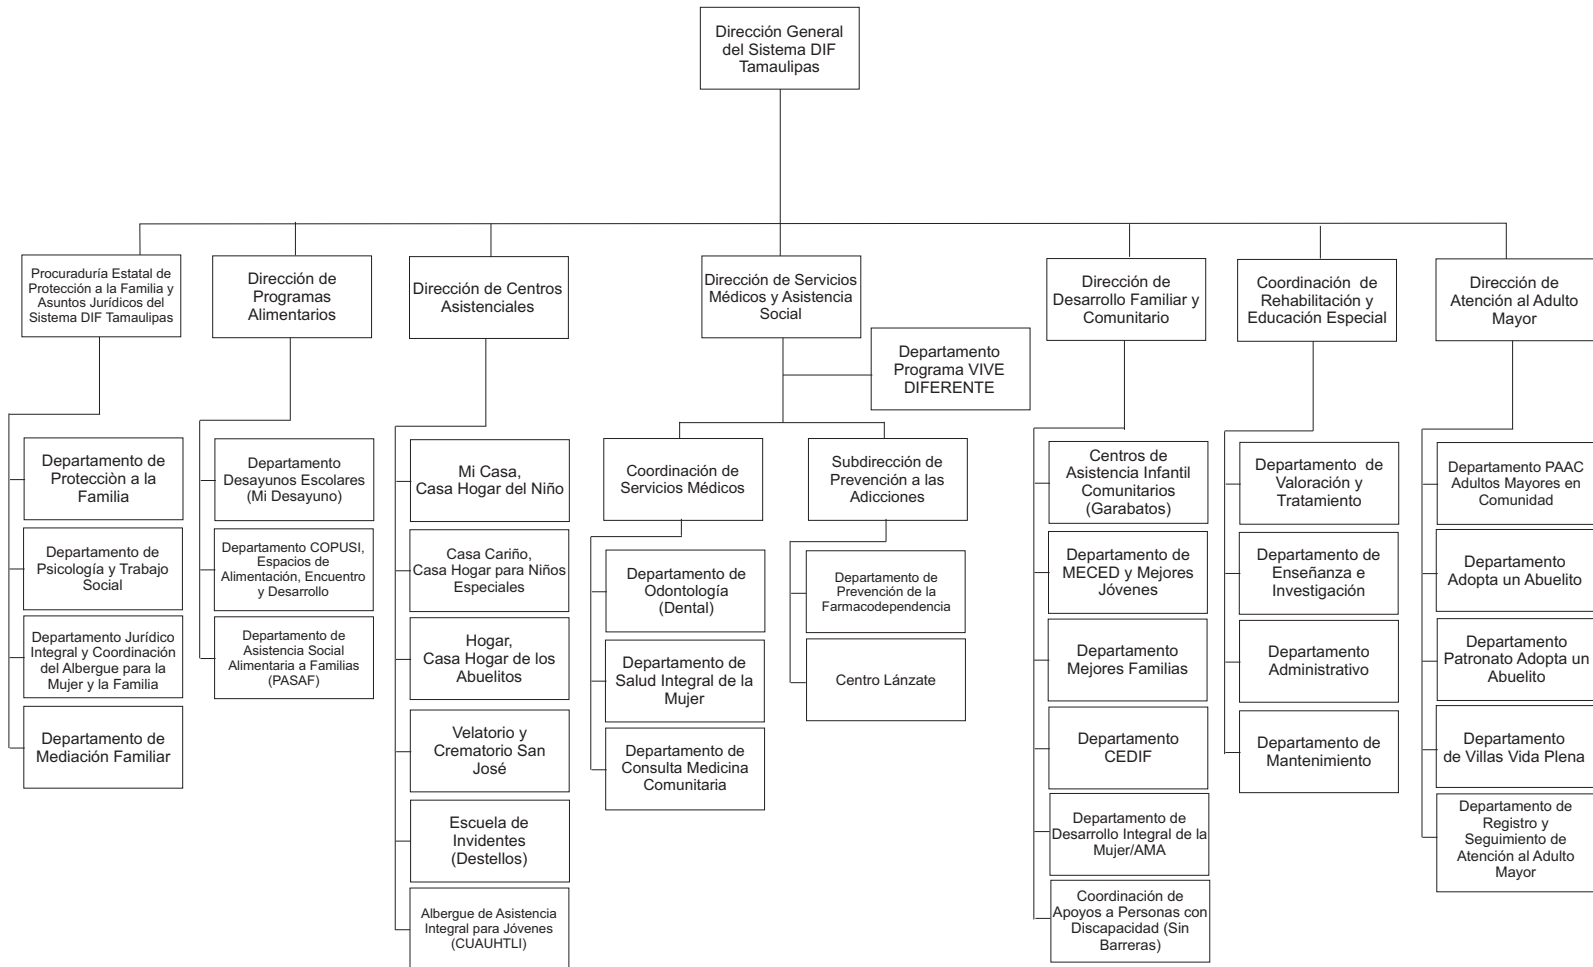 Dirección General
del Sistema DIF
Tamaulipas
Procuraduría Estatal de
Protección a la Familia y
Asuntos Jurídicos del
Sistema DIF Tamaulipas
Dirección de
Programas
Alimentarios
Dirección de Centros
Asistenciales
Dirección de Servicios
Médicos y Asistencia
Social
Dirección de
Desarrollo Familiar y
Comunitario
Coordinación de
Rehabilitación y
Educación Especial
Dirección de
Atención al Adulto
Mayor
Departamento
Programa VIVE
DIFERENTE
Departamento de
Protecciòn a la
Familia
Departamento de
Psicología y Trabajo
Social
Departamento Jurídico
Integral y Coordinación
del Albergue para la
Mujer y la Familia
Departamento de
Mediación Familiar
Departamento
Desayunos Escolares
(Mi Desayuno)
Departamento COPUSI,
Espacios de
Alimentación, Encuentro
y Desarrollo
Departamento de
Asistencia Social
Alimentaria a Familias
(PASAF)
Mi Casa,
Casa Hogar del Niño
Casa Cariño,
Casa Hogar para Niños
Especiales
Hogar,
Casa Hogar de los
Abuelitos
Velatorio y
Crematorio San
José
Escuela de
Invidentes
(Destellos)
Albergue de Asistencia
Integral para Jóvenes
(CUAUHTLI)
Coordinación de
Servicios Médicos
Departamento de
Odontología
(Dental)
Departamento de
Salud Integral de la
Mujer
Departamento de
Consulta Medicina
Comunitaria
Subdirección de
Prevención a las
Adicciones
Departamento de
Prevención de la
Farmacodependencia
Centro Lánzate
Centros de
Asistencia Infantil
Comunitarios
(Garabatos)
Departamento de
MECED y Mejores
Jóvenes
Departamento
Mejores Familias
Departamento
CEDIF
Departamento de
Desarrollo Integral de la
Mujer/AMA
Coordinación de
Apoyos a Personas con
Discapacidad (Sin
Barreras)
Departamento de
Valoración y
Tratamiento
Departamento de
Enseñanza e
Investigación
Departamento
Administrativo
Departamento de
Mantenimiento
Departamento PAAC
Adultos Mayores en
Comunidad
Departamento
Adopta un Abuelito
Departamento
Patronato Adopta un
Abuelito
Departamento
de Villas Vida Plena
Departamento de
Registro y
Seguimiento de
Atención al Adulto
Mayor